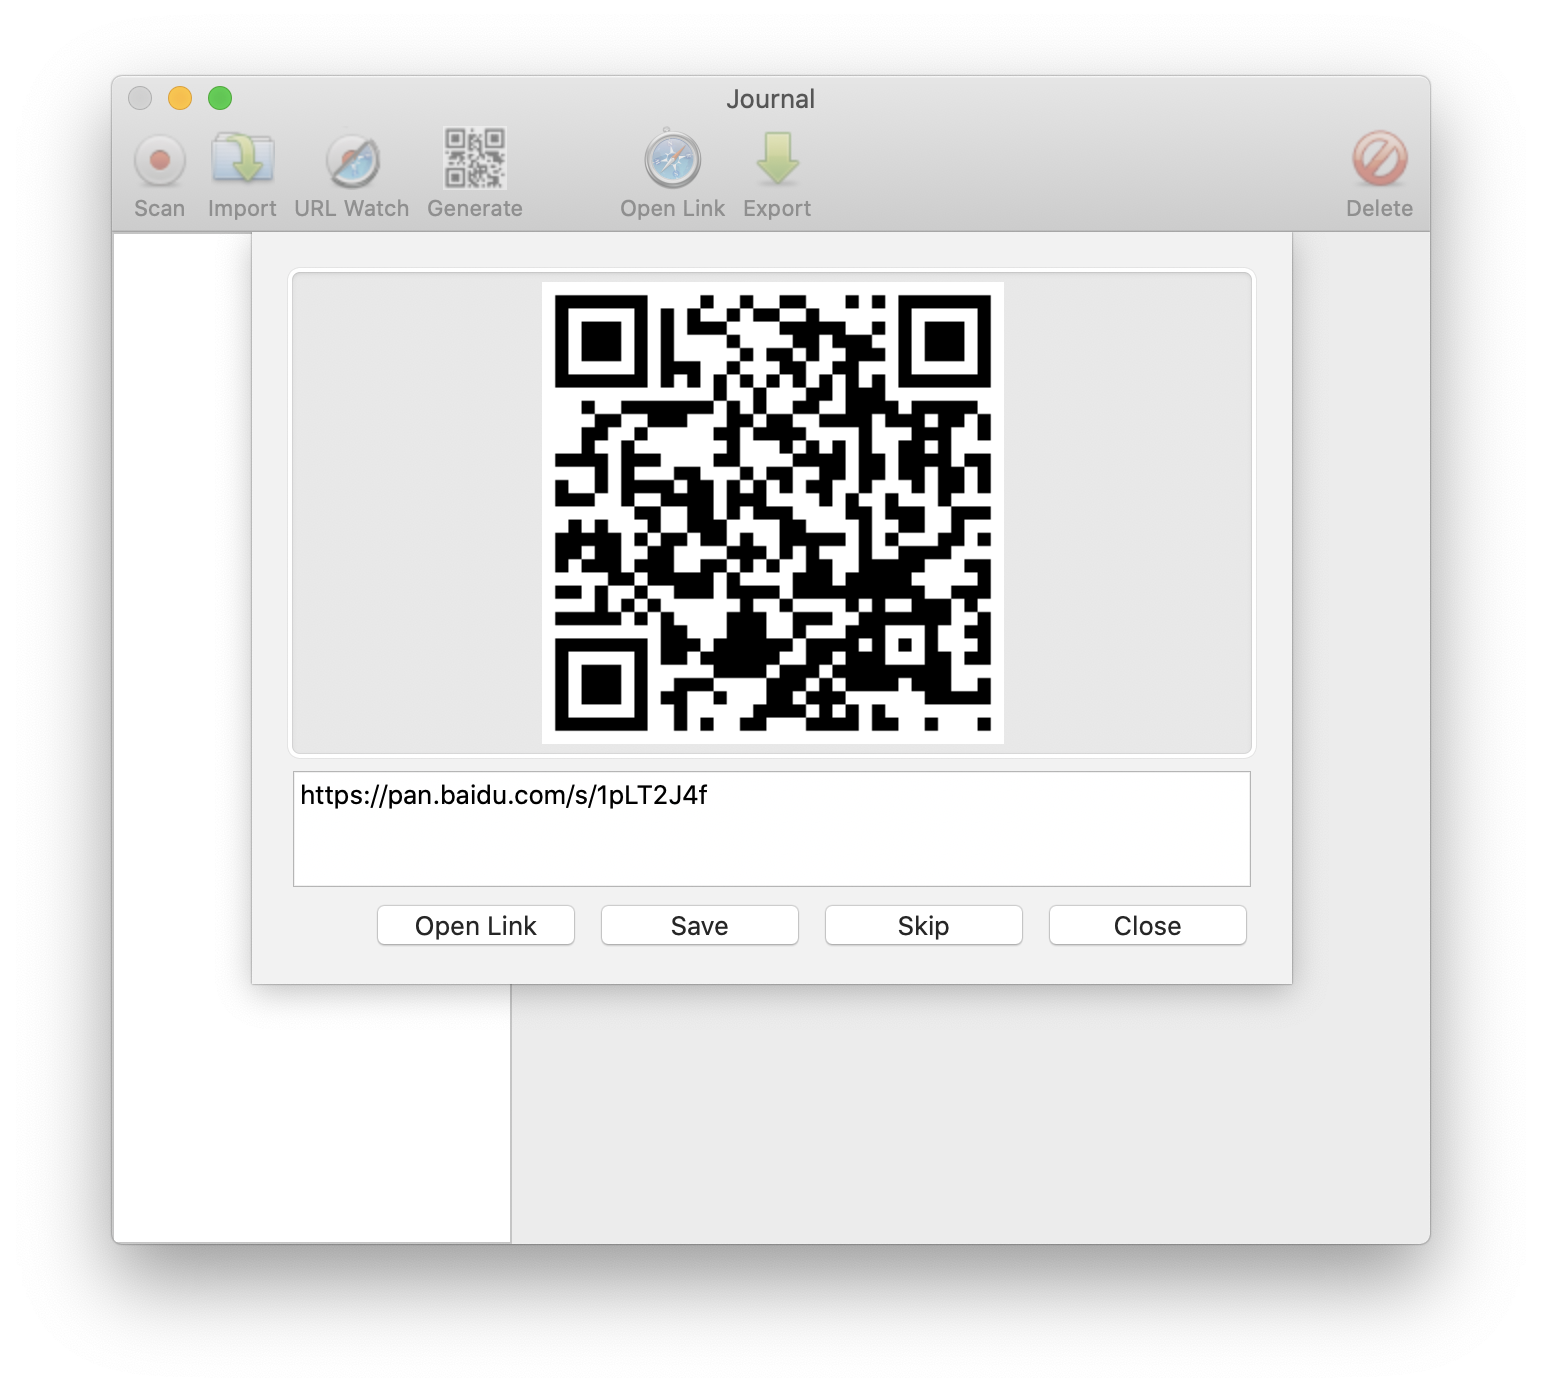 Journal
Scan Import URL Watch Generate Open Link Export Delete
https://pan.baidu.com/s/1pLT2J4f
Open Link Save Skip Close